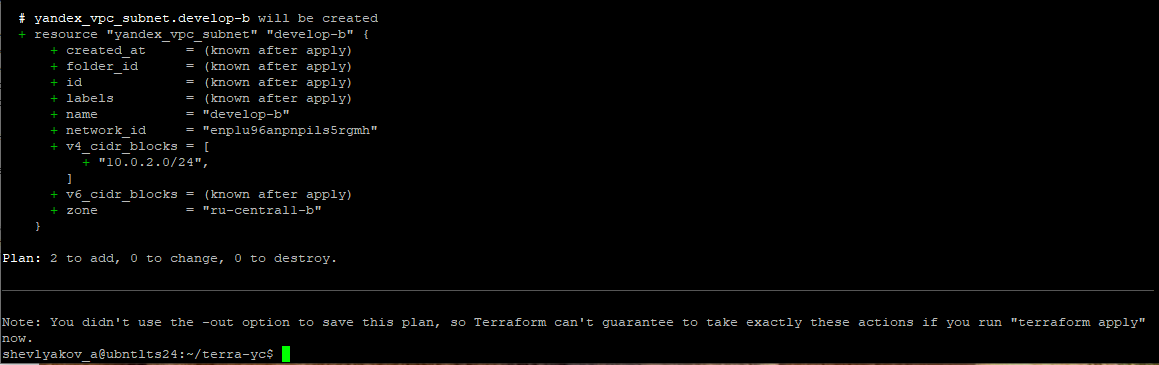 # yandex_vpc_subnet.develop-b will be created
+ resource "yandex_vpc_subnet" "develop-b" {
+ created_at = (known after apply)
+ folder_id = (known after apply)
+ id = (known after apply)
+ labels = (known after apply)
+ name = "develop-b"
+ network_id = "enplu96anpnpils5rgmh"
+ v4_cidr_blocks = [
+ "10.0.2.0/24",
]
+ v6_cidr_blocks = (known after apply)
+ zone = "ru-central1-b"
}
Plan: 2 to add, 0 to change, 0 to destroy.
Note: You didn't use the -out option to save this plan, so Terraform can't guarantee to take exactly these actions if you run "terraform apply"
now.
shevlyakov_a@ubntlts24:~/terra-yc$